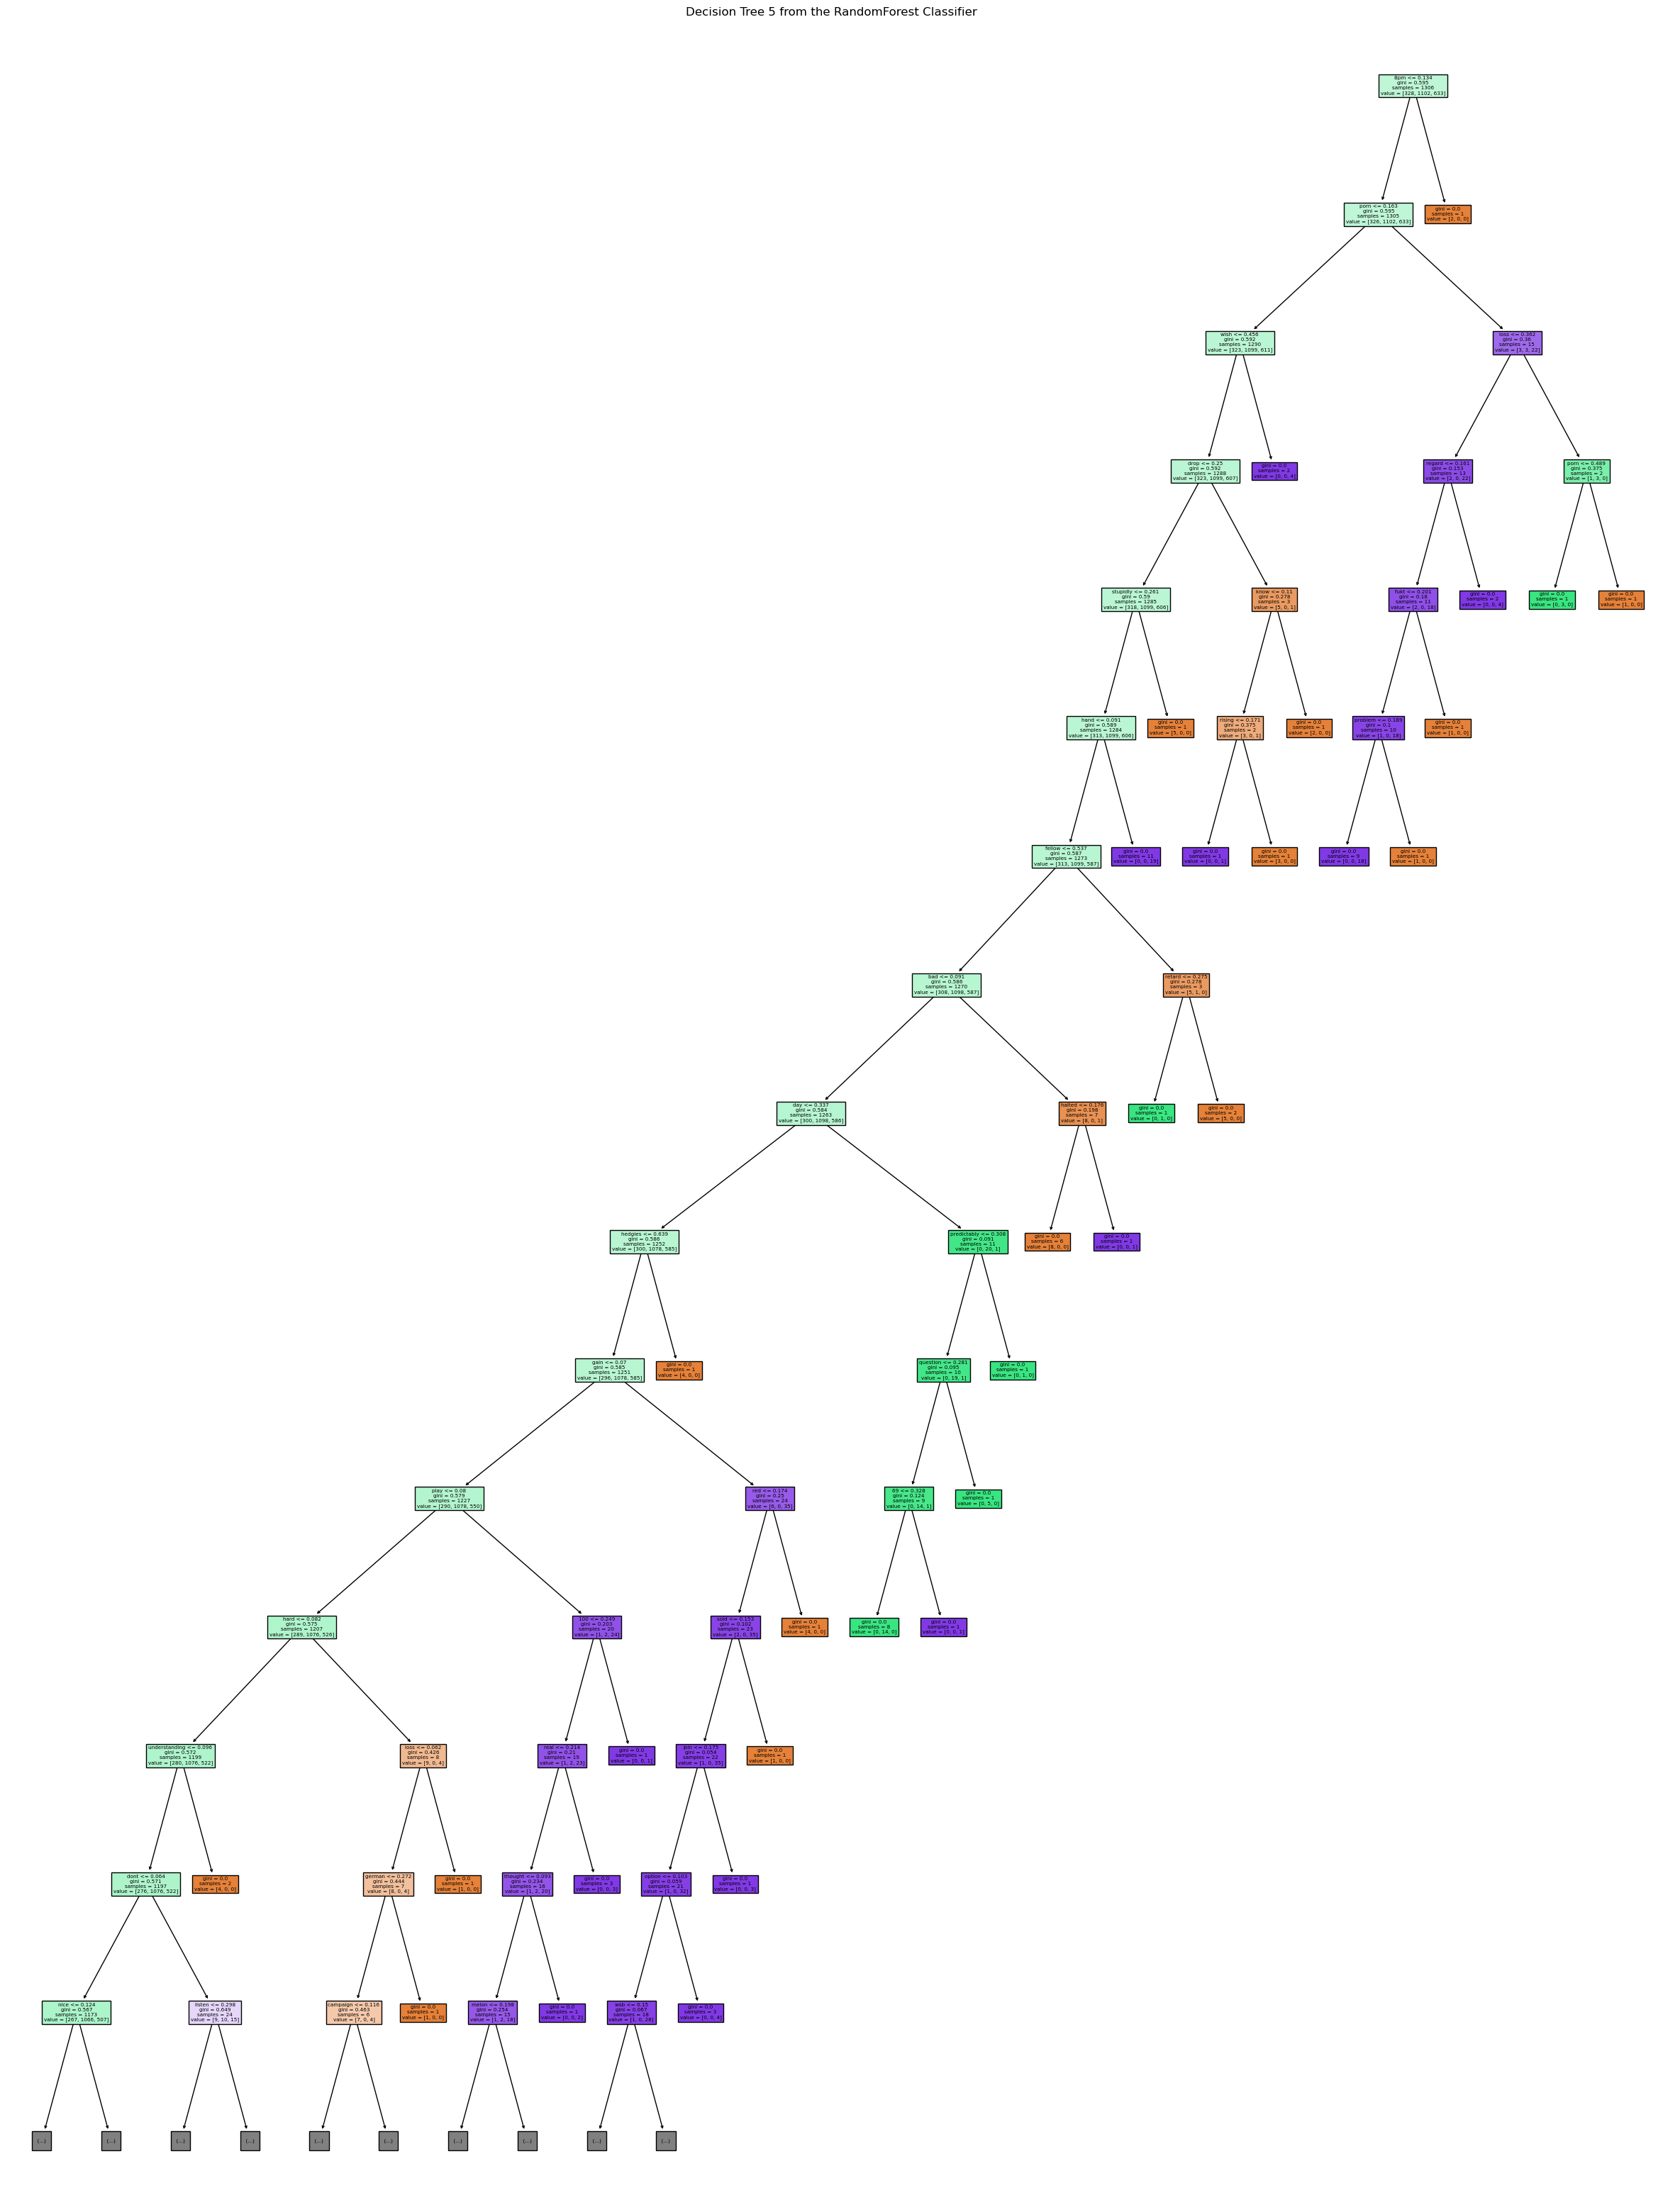 Decision Tree 5 from the RandomForest Classifier
8pm <= 0.134
gini = 0.595
samples = 1306
value = [328, 1102, 633]
porn <= 0.163
gini = 0.595
samples = 1305
value = [326, 1102, 633]
gini = 0.0
samples = 1
value = [2, 0, 0]
wish <= 0.456
gini = 0.592
samples = 1290
value = [323, 1099, 611]
loss <= 0.362
gini = 0.36
samples = 15
value = [3, 3, 22]
drop <= 0.25
gini = 0.592
samples = 1288
value = [323, 1099, 607]
gini = 0.0
samples = 2
value = [0, 0, 4]
regard <= 0.161
gini = 0.153
samples = 13
value = [2, 0, 22]
porn <= 0.489
gini = 0.375
samples = 2
value = [1, 3, 0]
stupidly <= 0.261
gini = 0.59
samples = 1285
value = [318, 1099, 606]
know <= 0.11
gini = 0.278
samples = 3
value = [5, 0, 1]
<= 0.201
gini = 0.18
samples = 11
value = [2, 0, 18]
gini = 0.0
samples = 2
value = [0, 0, 4]
gini = 0.0
samples = 1
value = [0, 3, 0]
gini = 0.0
samples = 1
value = [1, 0, 0]
hand <= 0.091
gini = 0.589
samples = 1284
value = [313, 1099, 606]
gini = 0.0
samples = 1
value = [5, 0, 0]
rising <= 0.171
gini = 0.375
samples = 2
value = [3, 0, 1]
gini = 0.0
samples = 1
value = [2, 0, 0]
problem <= 0.189
gini = 0.1
samples = 10
value = [1, 0, 18]
gini = 0.0
samples = 1
value = [1, 0, 0]
fellow <= 0.537
gini = 0.587
samples = 1273
value = [313, 1099, 587]
gini = 0.0
samples = 11
value = [0, 0, 19]
gini = 0.0
samples = 1
value = [0, 0, 1]
gini = 0.0
samples = 1
value = [3, 0, 0]
gini = 0.0
samples = 9
value = [0, 0, 18]
gini = 0.0
samples = 1
value = [1, 0, 0]
bad <= 0.091
gini = 0.586
samples = 1270
value = [308, 1098, 587]
retard <= 0.275
gini = 0.278
samples = 3
value = [5, 1, 0]
day <= 0.337
gini = 0.584
samples = 1263
value = [300, 1098, 586]
halted <= 0.176
gini = 0.198
samples = 7
value = [8, 0, 1]
gini = 0.0
samples = 1
value = [0, 1, 0]
gini = 0.0
samples = 2
value = [5, 0, 0]
hedgies <= 0.639
gini = 0.586
samples = 1252
value = [300, 1078, 585]
predictably <= 0.308
gini = 0.091
samples = 11
value = [0, 20, 1]
gini = 0.0
samples = 6
value = [8, 0, 0]
gini = 0.0
samples = 1
value = [0, 0, 1]
gain <= 0.07
gini = 0.585
samples = 1251
value = [296, 1078, 585]
gini = 0.0
samples = 1
value = [4, 0, 0]
question <= 0.281
gini = 0.095
samples = 10
value = [0, 19, 1]
gini = 0.0
samples = 1
value = [0, 1, 0]
play <= 0.08
gini = 0.579
samples = 1227
value = [290, 1078, 550]
red <= 0.174
gini = 0.25
samples = 24
value = [6, 0, 35]
69 <= 0.328
gini = 0.124
samples = 9
value = [0, 14, 1]
gini = 0.0
samples = 1
value = [0, 5, 0]
hard <= 0.082
gini = 0.575
samples = 1207
value = [289, 1076, 526]
100 <= 0.249
gini = 0.203
samples = 20
value = [1, 2, 24]
sold <= 0.153
gini = 0.102
samples = 23
value = [2, 0, 35]
gini = 0.0
samples = 1
value = [4, 0, 0]
gini = 0.0
samples = 8
value = [0, 14, 0]
gini = 0.0
samples = 1
value = [0, 0, 1]
understanding <= 0.096
gini = 0.572
samples = 1199
value = [280, 1076, 522]
loss <= 0.062
gini = 0.426
samples = 8
value = [9, 0, 4]
real <= 0.214
gini = 0.21
samples = 19
value = [1, 2, 23]
gini = 0.0
samples = 1
value = [0, 0, 1]
<= 0.175
gini = 0.054
samples = 22
value = [1, 0, 35]
gini = 0.0
samples = 1
value = [1, 0, 0]
dont <= 0.064
gini = 0.571
samples = 1197
value = [276, 1076, 522]
gini = 0.0
samples = 2
value = [4, 0, 0]
german <= 0.272
gini = 0.444
samples = 7
value = [8, 0, 4]
gini = 0.0
samples = 1
value = [1, 0, 0]
thought <= 0.093
gini = 0.234
samples = 16
value = [1, 2, 20]
gini = 0.0
samples = 3
value = [0, 0, 3]
option <= 0.103
gini = 0.059
samples = 21
value = [1, 0, 32]
gini = 0.0
samples = 1
value = [0, 0, 3]
nice <= 0.124
gini = 0.567
samples = 1173
value = [267, 1066, 507]
listen <= 0.298
gini = 0.649
samples = 24
value = [9, 10, 15]
campaign <= 0.116
gini = 0.463
samples = 6
value = [7, 0, 4]
gini = 0.0
samples = 1
value = [1, 0, 0]
melon <= 0.198
gini = 0.254
samples = 15
value = [1, 2, 18]
gini = 0.0
samples = 1
value = [0, 0, 2]
wsb <= 0.15
gini = 0.067
samples = 18
value = [1, 0, 28]
gini = 0.0
samples = 3
value = [0, 0, 4]
(...)
(...)
(...)
(...)
(...)
(...)
(...)
(...)
(...)
(...)